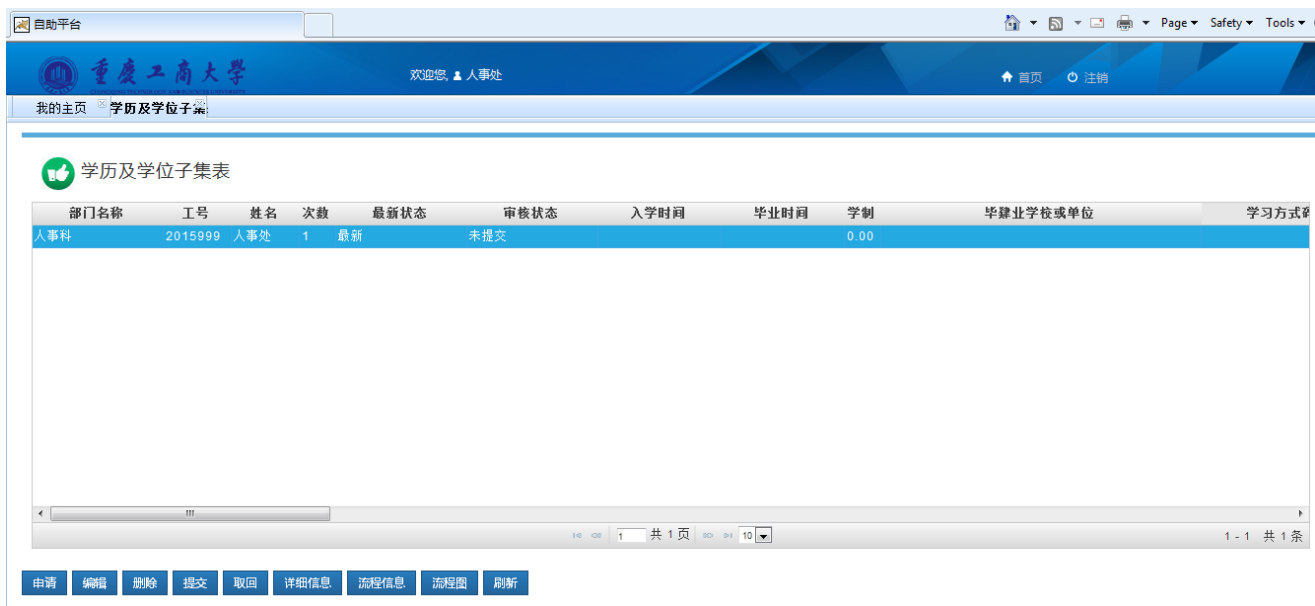 自助平台
Page Safety Tools
重庆工商大学
欢迎您, 人事处
首页 注销
我的主页 学历及学位子集
学历及学位子集表
部门名称 工号 姓名 次数 最新状态 审核状态 入学时间 毕业时间 学制 毕肄业学校或单位 学习方式
人事科 2015999 人事处 1 最新 未提交 0.00
1 共 1 页 10
1 - 1 共 1 条
申请 编辑 删除 提交 取回 详细信息 流程信息 流程图 刷新